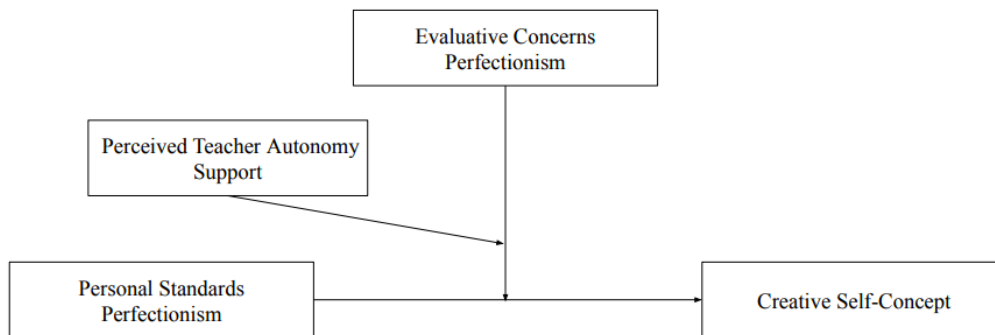 Evaluative Concerns
Perfectionism
Perceived Teacher Autonomy
Support
Personal Standards
Perfectionism
Creative Self-Concept